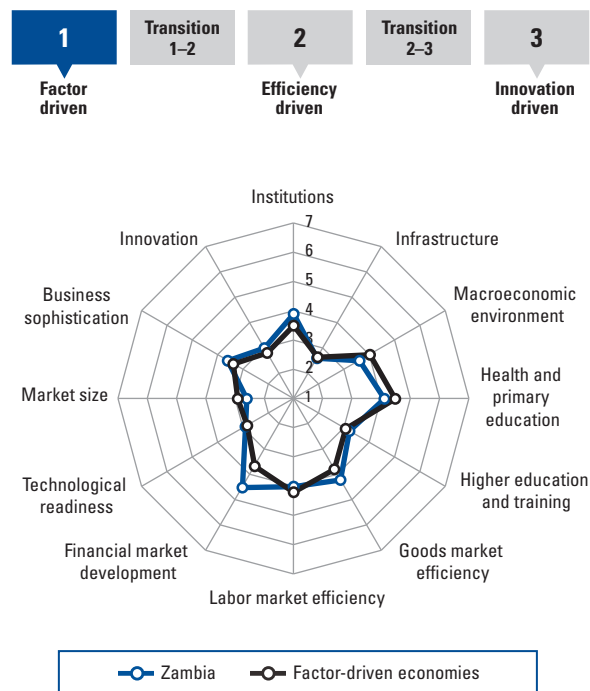 1
Transition
1–2
2
Transition
2–3
3
Factor
driven
Efficiency
driven
Innovation
driven
Institutions
7
Innovation
Infrastructure
6
5
Business
sophistication
Macroeconomic
environment
4
3
2
Market size
1
Health and
primary
education
Technological
readiness
Higher education
and training
Financial market
development
Goods market
efficiency
Labor market efficiency
Zambia
Factor-driven economies